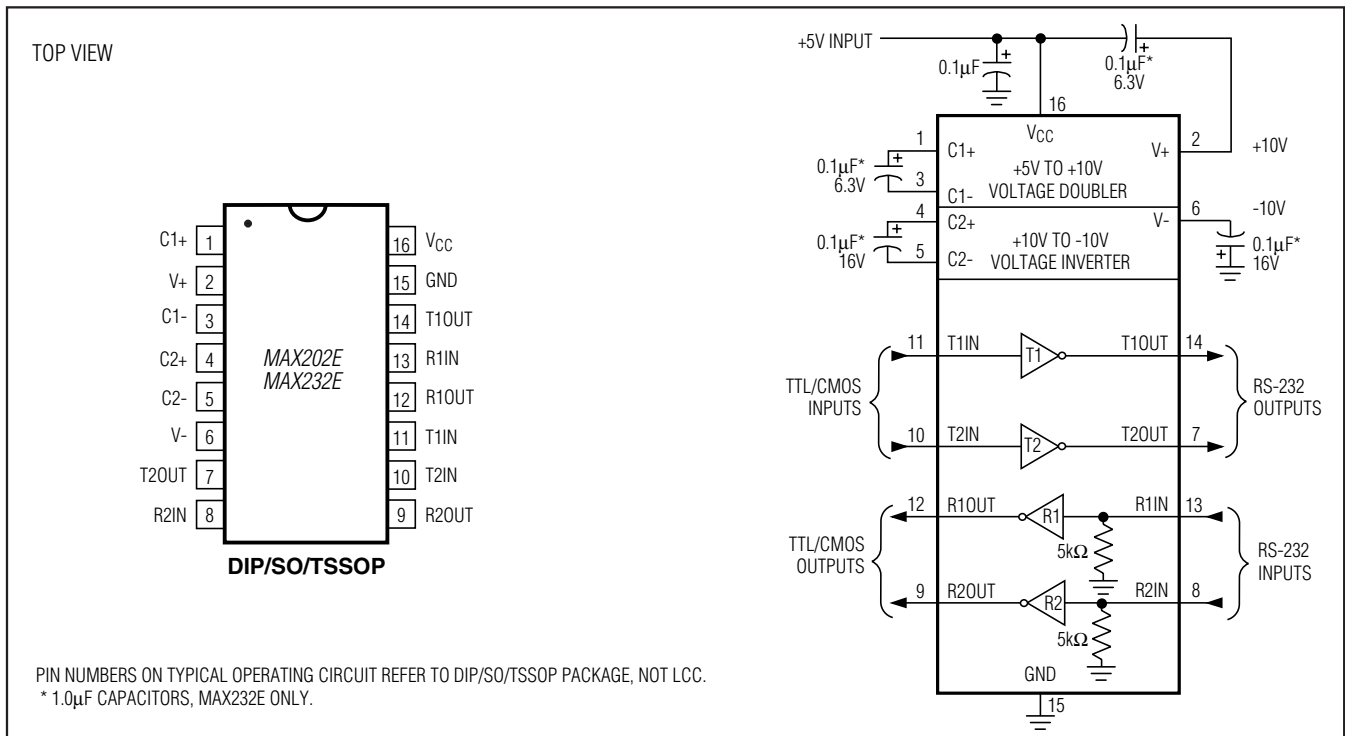 TOP VIEW
C1+ 1
V+ 2
C1- 3
C2+ 4
C2- 5
V- 6
T2OUT 7
R2IN 8
MAX202E
MAX232E
16 VCC
15 GND
14 T1OUT
13 R1IN
12 R1OUT
11 T1IN
10 T2IN
9 R2OUT
DIP/SO/TSSOP
+5V INPUT
0.1μF
+
+
0.1μF*
6.3V
16
VCC
1
C1+
+
0.1μF*
6.3V
3
C1-
+5V TO +10V
VOLTAGE DOUBLER
V+
2
+10V
4
C2+
+
0.1μF*
16V
5
C2-
+10V TO -10V
VOLTAGE INVERTER
V-
6
-10V
+
0.1μF*
16V
TTL/CMOS
INPUTS
11 T1IN T1 T1OUT 14
10 T2IN T2 T2OUT 7
RS-232
OUTPUTS
TTL/CMOS
OUTPUTS
12 R1OUT R1 R1IN 13
5kΩ
9 R2OUT R2 R2IN 8
5kΩ
RS-232
INPUTS
GND
15
PIN NUMBERS ON TYPICAL OPERATING CIRCUIT REFER TO DIP/SO/TSSOP PACKAGE, NOT LCC.
* 1.0μF CAPACITORS, MAX232E ONLY.